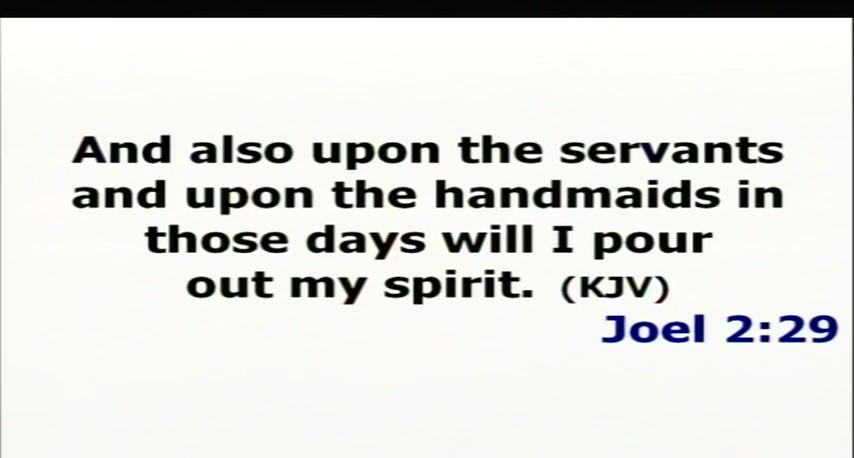 And also upon the servants
and upon the handmaids in
those days will I pour
out my spirit. (KJV)
Joel 2:29